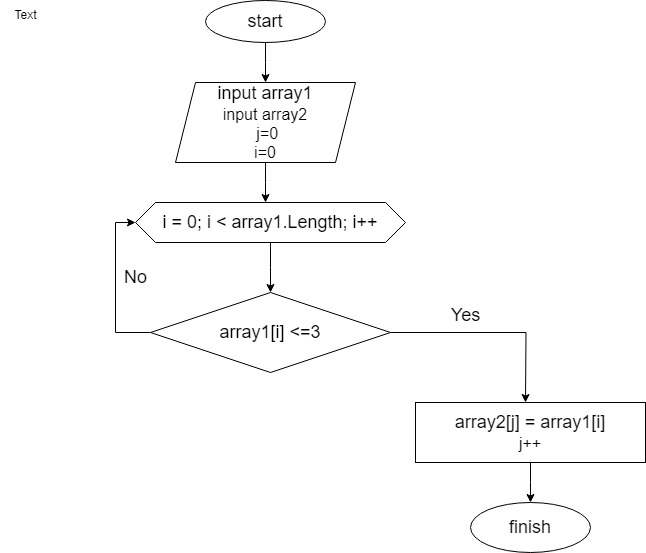 Text
start
input array1
input array2
j=0
i=0
i = 0; i < array1.Length; i++
No
array1[i] <=3
Yes
array2[j] = array1[i]
j++
finish